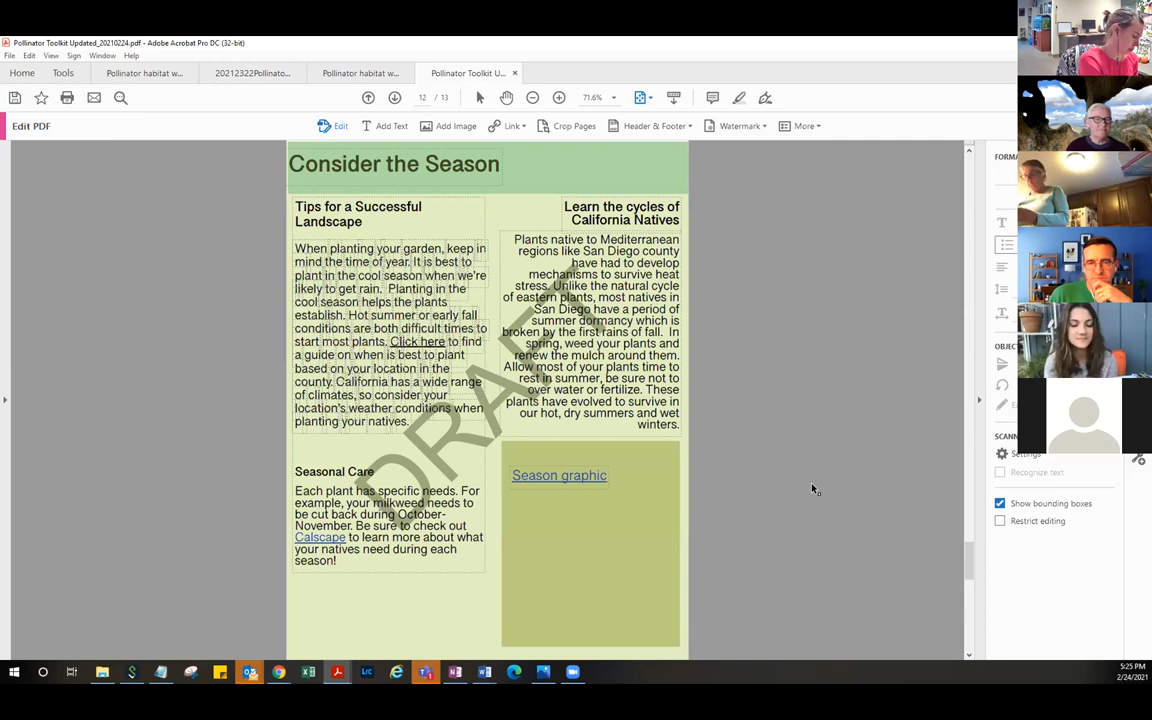 Pollinator Toolkit Updated_20210224.pdf - Adobe Acrobat Pro DC (32-bit)
File Edit View Sign Window Help
Home Tools Pollinator habitat w... 20212322Pollinato... Pollinator habitat w... Pollinator Toolkit U... ×
12 / 13 71.6%
Edit PDF Edit Add Text Add Image Link Crop Pages Header & Footer Watermark More
Consider the Season
Tips for a Successful
Landscape
When planting your garden, keep in
mind the time of year. It is best to
plant in the cool season when we're
likely to get rain. Planting in the
cool season helps the plants
establish. Hot summer or early fall
conditions are both difficult times to
start most plants. Click here to find
a guide on when is best to plant
based on your location in the
county. California has a wide range
of climates, so consider your
location's weather conditions when
planting your natives.
Seasonal Care
Each plant has specific needs. For
example, your milkweed needs to
be cut back during October-
November. Be sure to check out
Calscape to learn more about what
your natives need during each
season!
Learn the cycles of
California Natives
Plants native to Mediterranean
regions like San Diego county
have had to develop
mechanisms to survive heat
stress. Unlike the natural cycle
of eastern plants, most natives in
San Diego have a period of
summer dormancy which is
broken by the first rains of fall. In
spring, weed your plants and
renew the mulch around them.
Allow most of your plants time to
rest in summer, be sure not to
over water or fertilize. These
plants have evolved to survive in
our hot, dry summers and wet
winters.
Season graphic
DRAFT
FORMA
OBJEC
SCANN
Settings
Recognize text
Show bounding boxes
Restrict editing
5:25 PM
2/24/2021